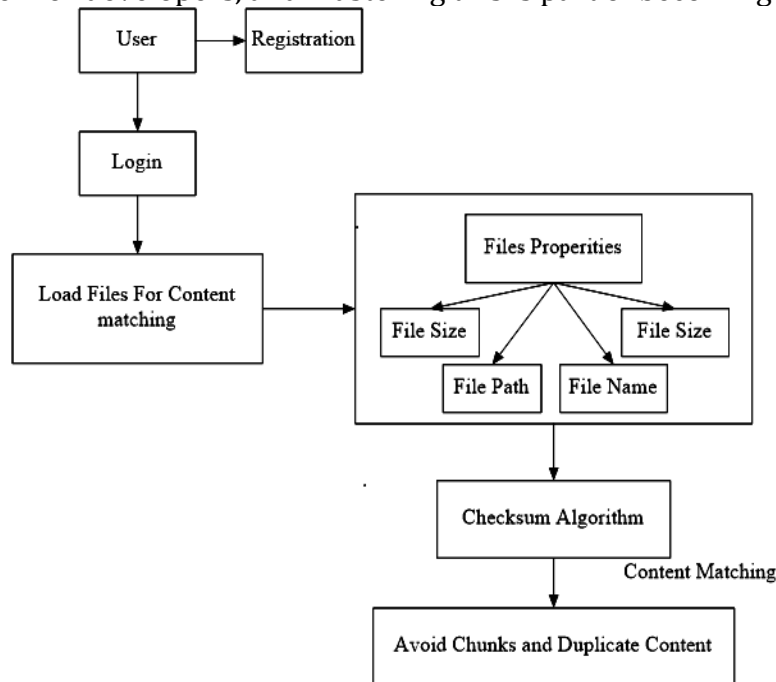 User
Registration
Login
Files Properities
Load Files For Content
matching
File Size
File Size
File Path
File Name
Checksum Algorithm
Content Matching
Avoid Chunks and Duplicate Content